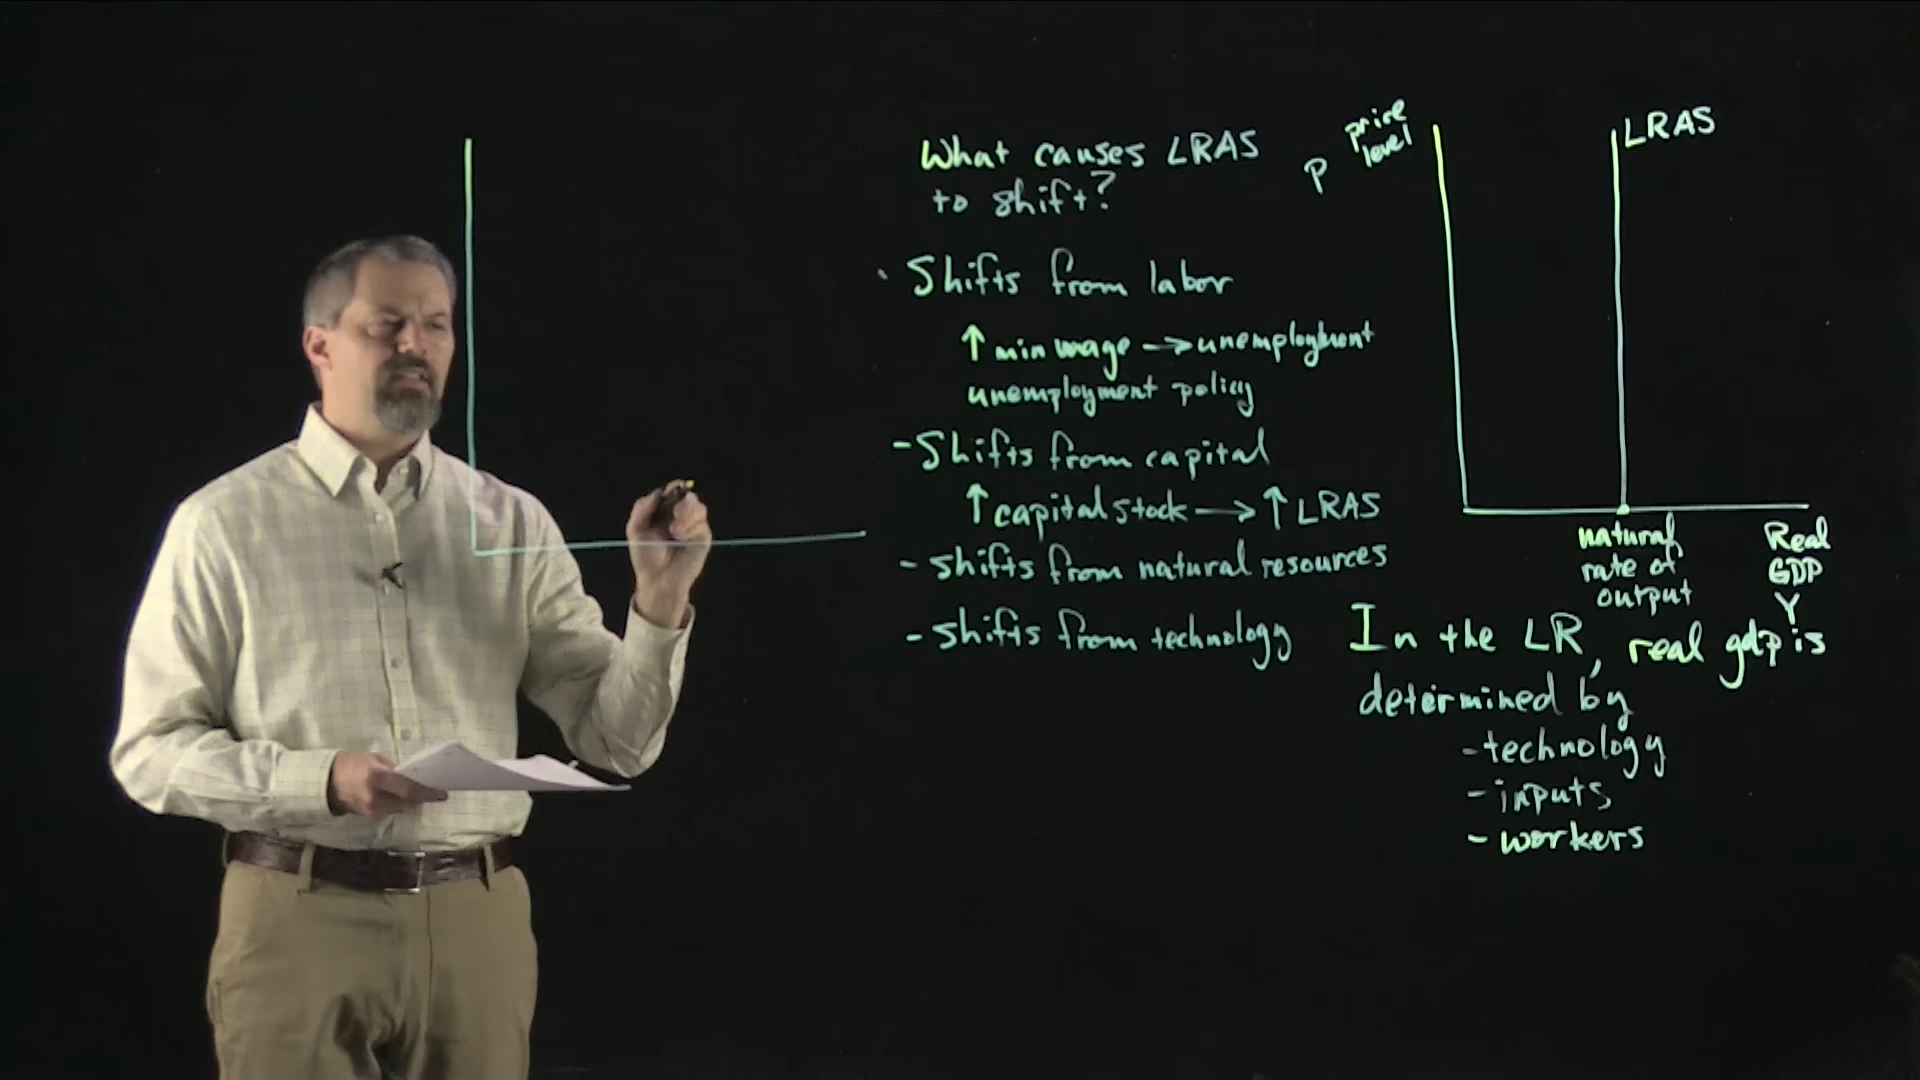 What causes LRAS
to shift?
Shifts from labor
↑ min wage → unemployment
unemployment policy
- Shifts from capital
↑ capital stock → ↑ LRAS
- shifts from natural resources
- shifts from technology
price
level
P
LRAS
natural
rate of
output
Real
GDP
Y
In the LR, real gdp is
determined by
- technology
- inputs
- workers